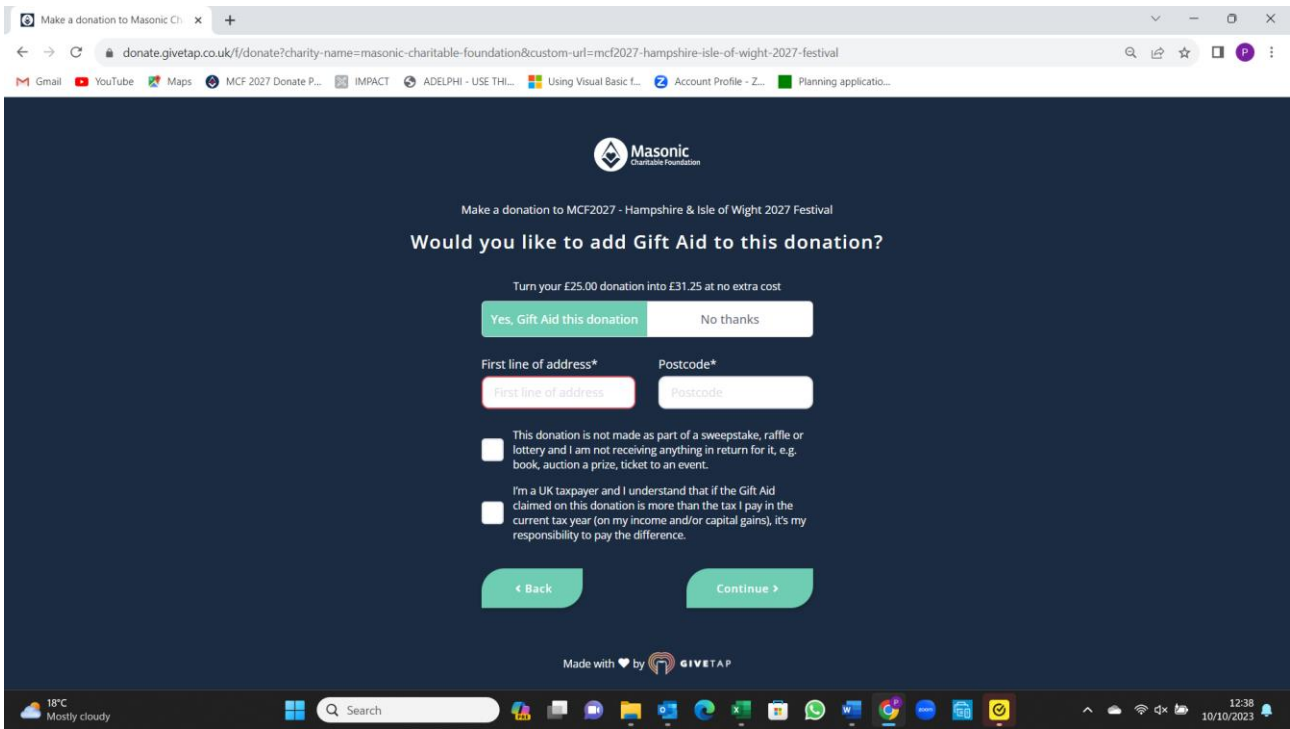 Make a donation to Masonic Ch
donate.givetap.co.uk/f/donate?charity-name=masonic-charitable-foundation&custom-url=mcf2027-hampshire-isle-of-wight-2027-festival
P
Gmail YouTube Maps MCF 2027 Donate P... IMPACT ADELPHI - USE THI... Using Visual Basic f... Account Profile - Z... Planning applicatio...
Masonic
Charitable Foundation
Make a donation to MCF2027 - Hampshire & Isle of Wight 2027 Festival
Would you like to add Gift Aid to this donation?
Turn your £25.00 donation into £31.25 at no extra cost
Yes, Gift Aid this donation No thanks
First line of address* Postcode*
First line of address Postcode
This donation is not made as part of a sweepstake, raffle or
lottery and I am not receiving anything in return for it, e.g.
book, auction a prize, ticket to an event.
I'm a UK taxpayer and I understand that if the Gift Aid
claimed on this donation is more than the tax I pay in the
current tax year (on my income and/or capital gains), it's my
responsibility to pay the difference.
< Back Continue >
Made with ♥ by GIVETAP
18°C
Mostly cloudy
Search
zoom
12:38
10/10/2023